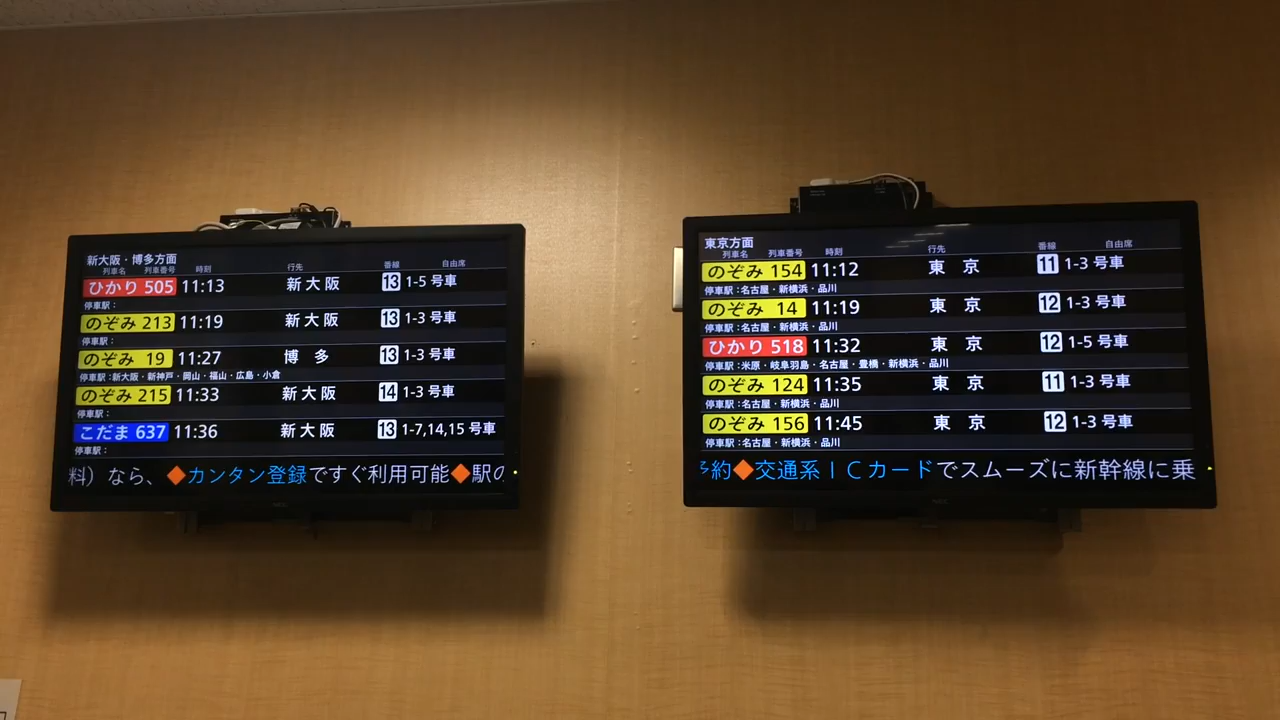 新大阪・博多方面
列車名 列車番号 時刻 行先 番線 自由席
ひかり 505 11:13 新大阪 13 1-5 号車
停車駅：
のぞみ 213 11:19 新大阪 13 1-3 号車
停車駅：
のぞみ 19 11:27 博多 13 1-3 号車
停車駅：新大阪・新神戸・岡山・福山・広島・小倉
のぞみ 215 11:33 新大阪 14 1-3 号車
停車駅：
こだま 637 11:36 新大阪 13 1-7,14,15 号車
停車駅：
料）なら、◆カンタン登録ですぐ利用可能◆駅の
東京方面
列車名 列車番号 時刻 行先 番線 自由席
のぞみ 154 11:12 東京 11 1-3 号車
停車駅：名古屋・新横浜・品川
のぞみ 14 11:19 東京 12 1-3 号車
停車駅：名古屋・新横浜・品川
ひかり 518 11:32 東京 12 1-5 号車
停車駅：米原・岐阜羽島・名古屋・豊橋・新横浜・品川
のぞみ 124 11:35 東京 11 1-3 号車
停車駅：名古屋・新横浜・品川
のぞみ 156 11:45 東京 12 1-3 号車
停車駅：名古屋・新横浜・品川
予約◆交通系ＩＣカードでスムーズに新幹線に乗